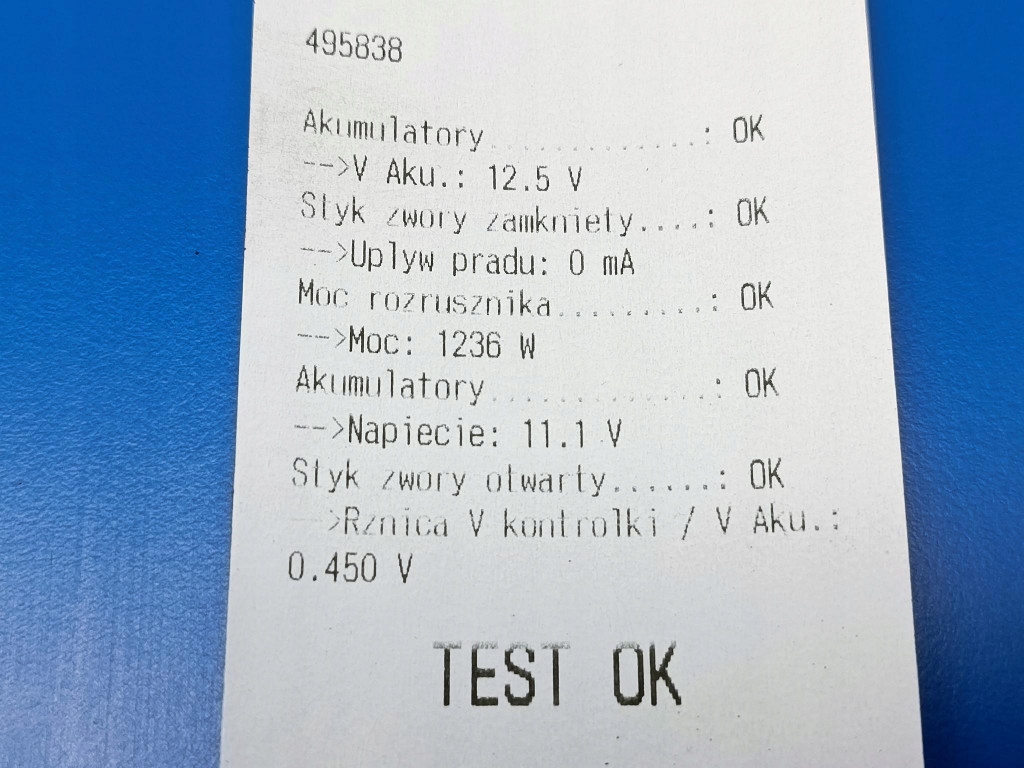 495838
Akumulatory..............: OK
-->V Aku.: 12.5 V
Styk zwory zamkniety....: OK
-->Uplyw pradu: 0 mA
Moc rozrusznika.........: OK
-->Moc: 1236 W
Akumulatory..............: OK
-->Napiecie: 11.1 V
Styk zwory otwarty......: OK
-->Rznica V kontrolki / V Aku.:
0.450 V
TEST OK